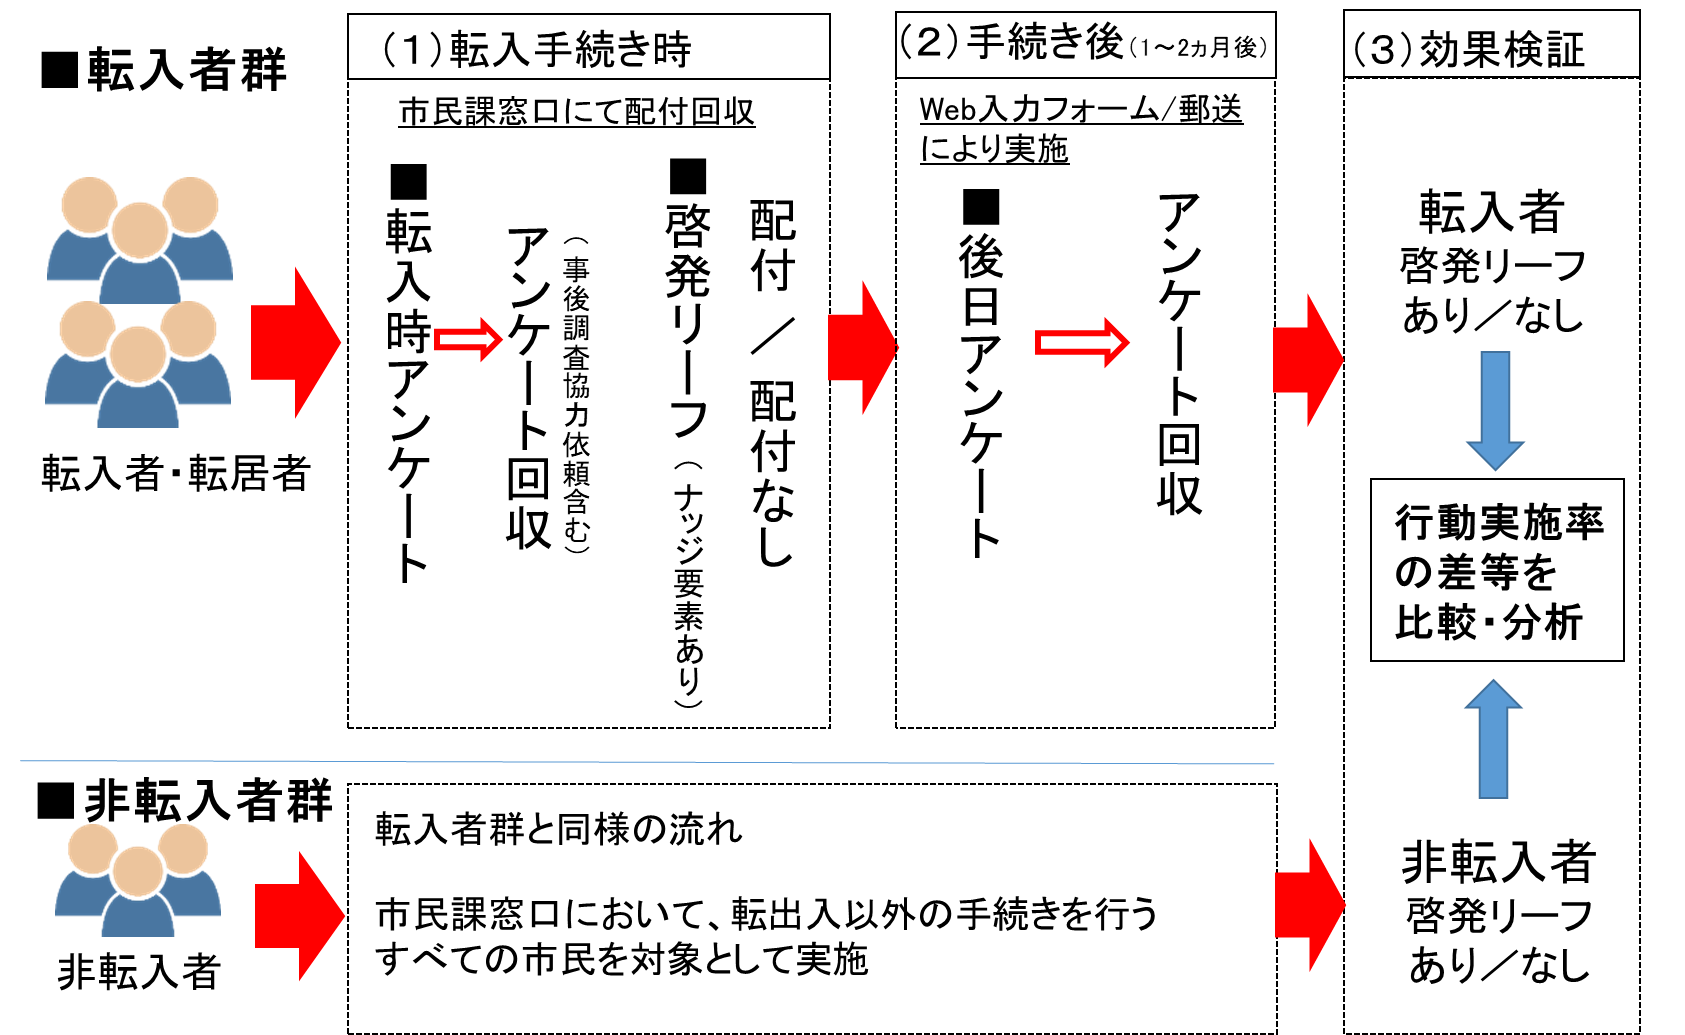 ■転入者群
転入者・転居者
（１）転入手続き時
市民課窓口にて配付回収
■転入時アンケート
アンケート回収
（事後調査協力依頼含む）
■啓発リーフ（ナッジ要素あり）
配付／配付なし
（２）手続き後（1～2ヵ月後）
Web入力フォーム/郵送
により実施
■後日アンケート
アンケート回収
（３）効果検証
転入者
啓発リーフ
あり／なし
行動実施率
の差等を
比較・分析
非転入者
啓発リーフ
あり／なし
■非転入者群
非転入者
転入者群と同様の流れ
市民課窓口において、転出入以外の手続きを行う
すべての市民を対象として実施